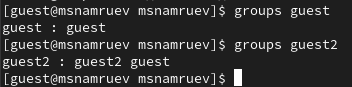 [guest@msnamruev msnamruev]$ groups guest
guest : guest
[guest@msnamruev msnamruev]$ groups guest2
guest2 : guest2 guest
[guest@msnamruev msnamruev]$